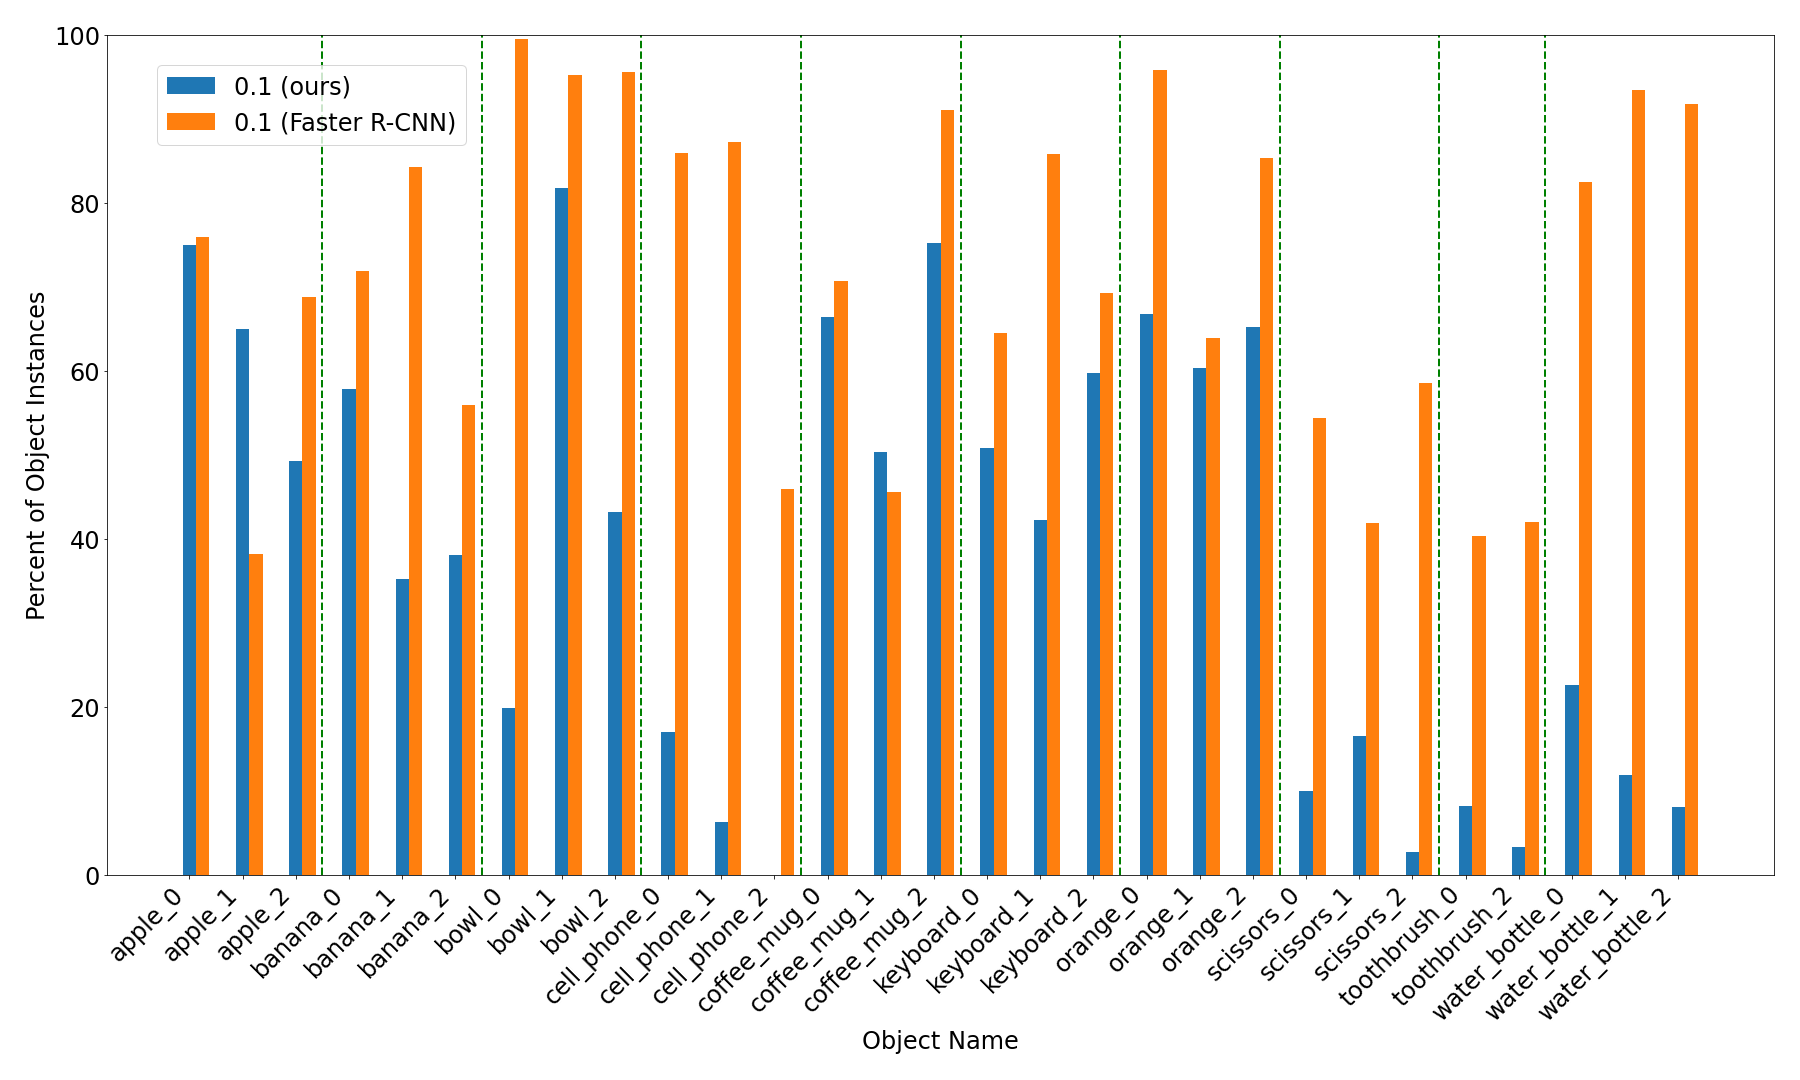 100
80
60
40
20
0
Percent of Object Instances
0.1 (ours)
0.1 (Faster R-CNN)
apple_0
apple_1
apple_2
banana_0
banana_1
banana_2
bowl_0
bowl_1
bowl_2
cell_phone_0
cell_phone_1
cell_phone_2
coffee_mug_0
coffee_mug_1
coffee_mug_2
keyboard_0
keyboard_1
keyboard_2
orange_0
orange_1
orange_2
scissors_0
scissors_1
scissors_2
toothbrush_0
toothbrush_2
water_bottle_0
water_bottle_1
water_bottle_2
Object Name